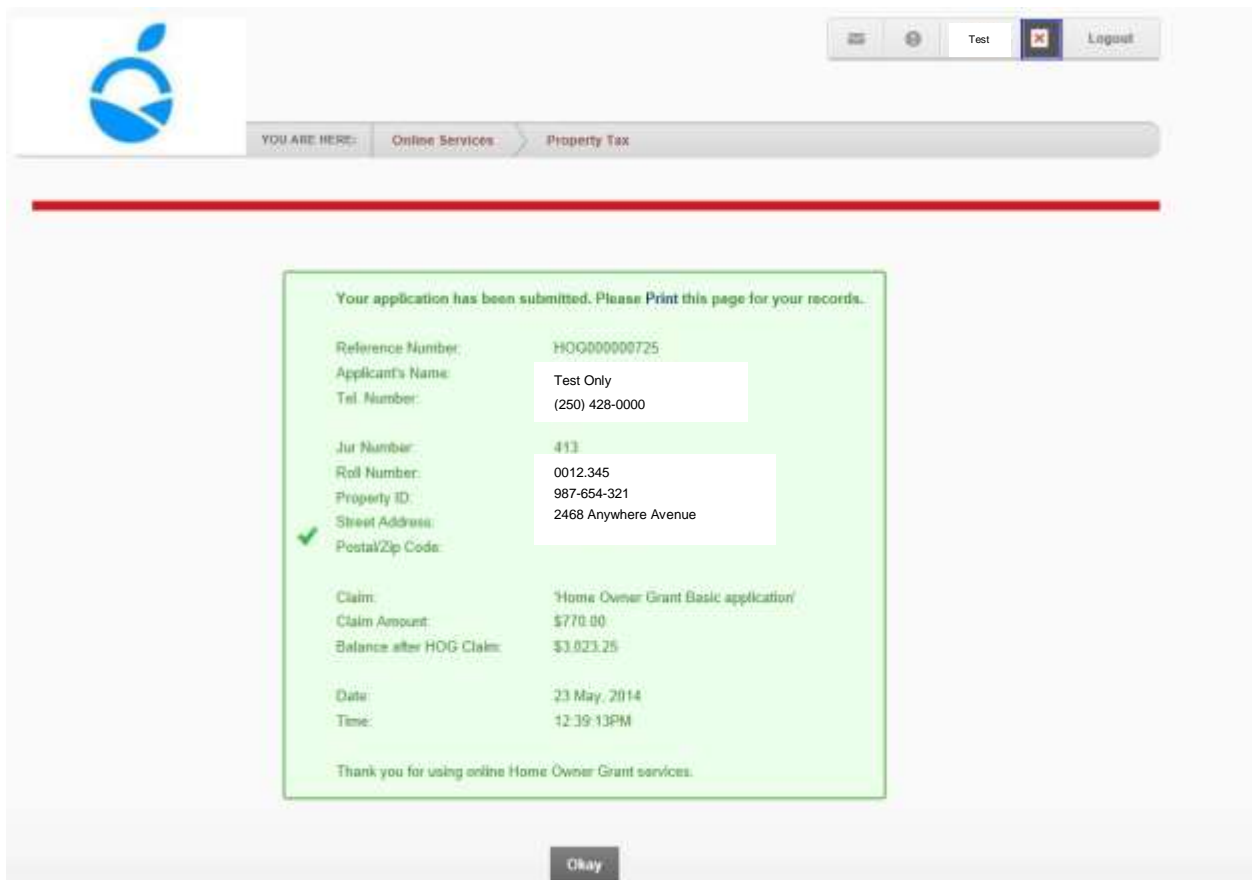 Test Logout
YOU ARE HERE: Online Services Property Tax
Your application has been submitted. Please Print this page for your records.
Reference Number: HOG000000725
Applicant's Name: Test Only
Tel. Number: (250) 428-0000
Jur Number: 413
Roll Number: 0012.345
Property ID: 987-654-321
Street Address: 2468 Anywhere Avenue
Postal/Zip Code:
Claim: 'Home Owner Grant Basic application'
Claim Amount: $770.00
Balance after HOG Claim: $3,023.25
Date: 23 May, 2014
Time: 12:39:13PM
Thank you for using online Home Owner Grant services.
Okay